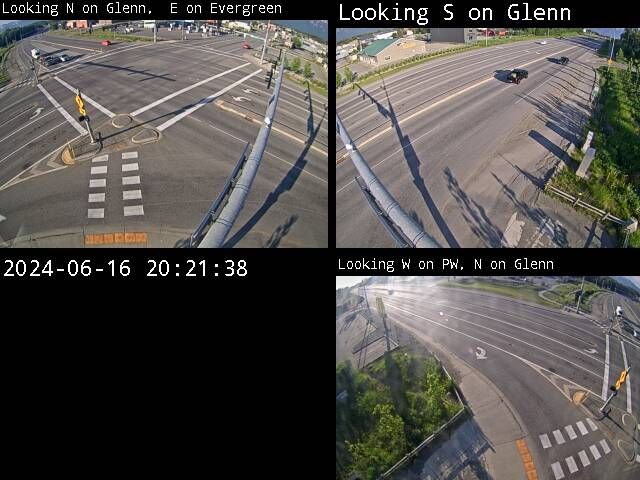 Looking N on Glenn,  E on Evergreen
Looking S on Glenn
2024-06-16 20:21:38
Looking W on PW, N on Glenn